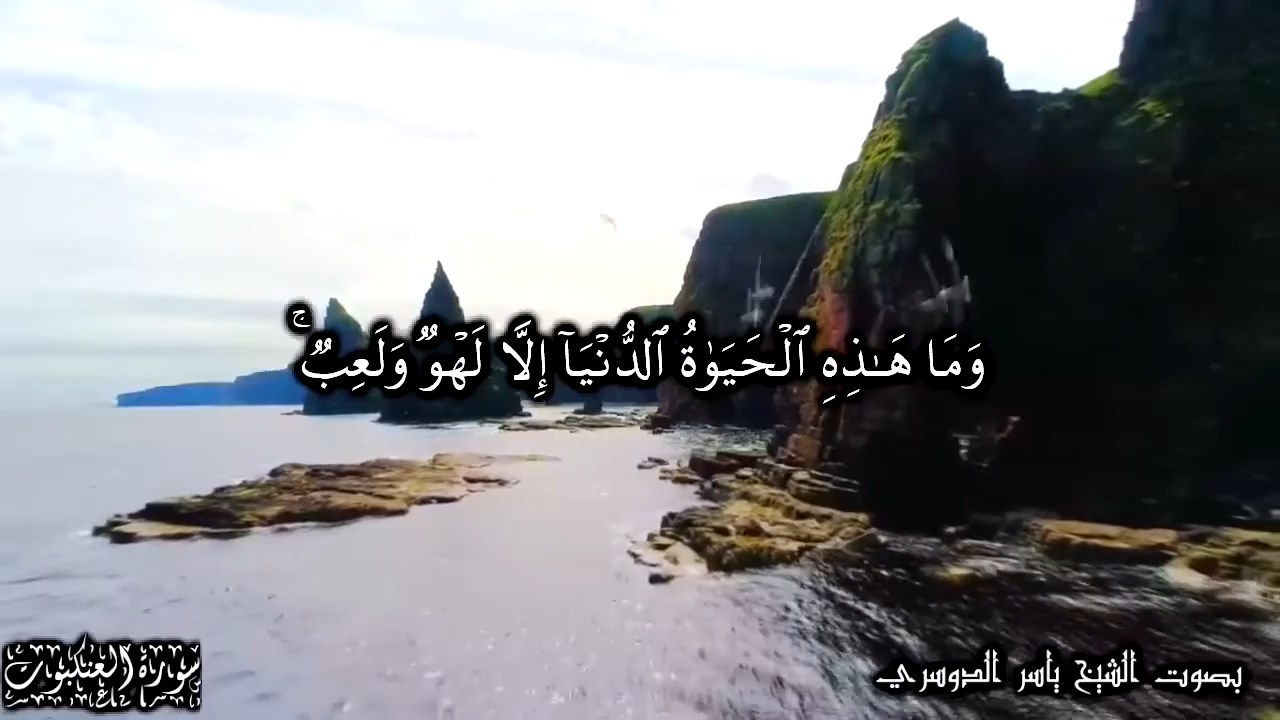 وَمَا هَـٰذِهِ ٱلْحَيَوٰةُ ٱلدُّنْيَآ إِلَّا لَهْوٌ وَلَعِبٌ ۚ
سورة العنكبوت
بصوت الشيخ ياسر الدوسري